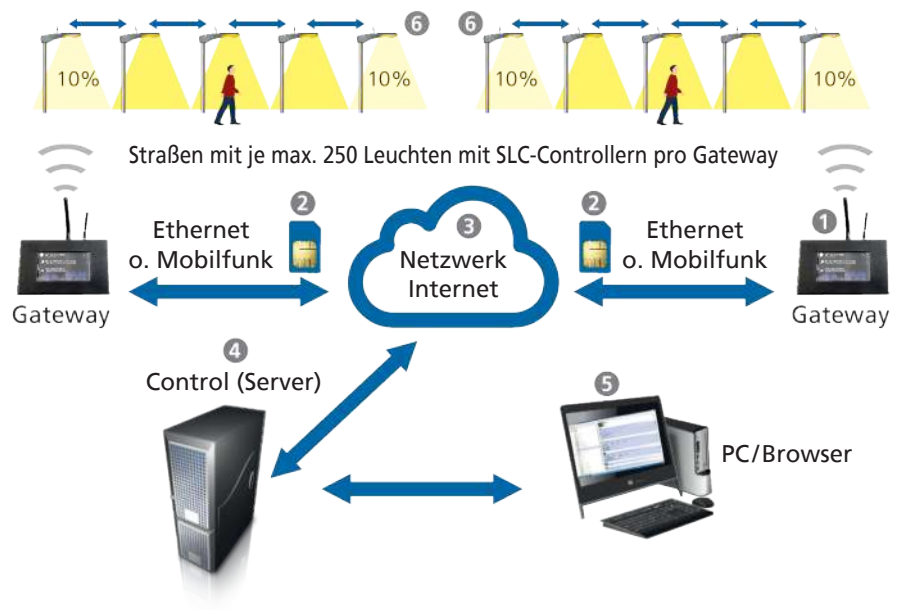 6 6
10% 10% 10% 10%
Straßen mit je max. 250 Leuchten mit SLC-Controllern pro Gateway
2 3 2 1
Ethernet
o. Mobilfunk
Netzwerk
Internet
Ethernet
o. Mobilfunk
Gateway
Gateway
4
Control (Server)
5
PC/Browser